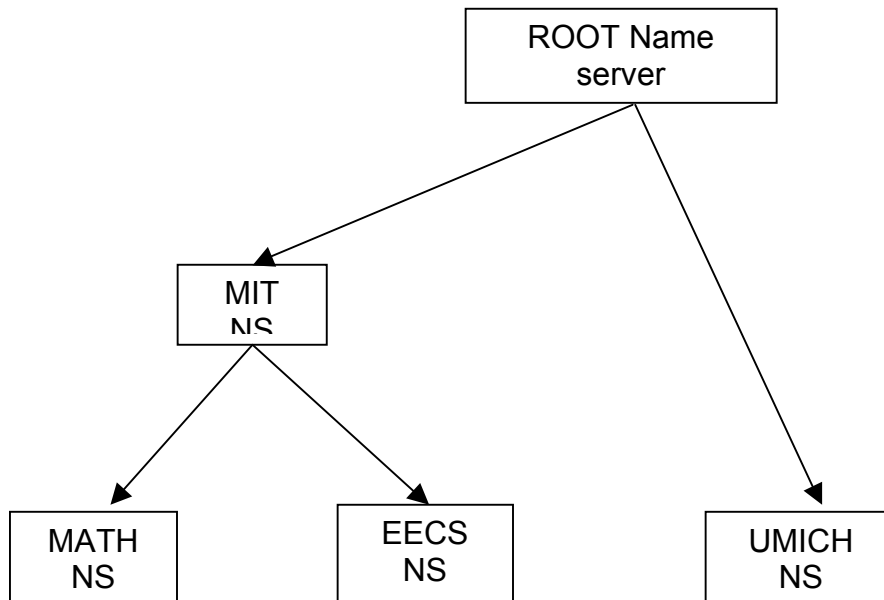 ROOT Name
server
MIT
NS
MATH
NS
EECS
NS
UMICH
NS